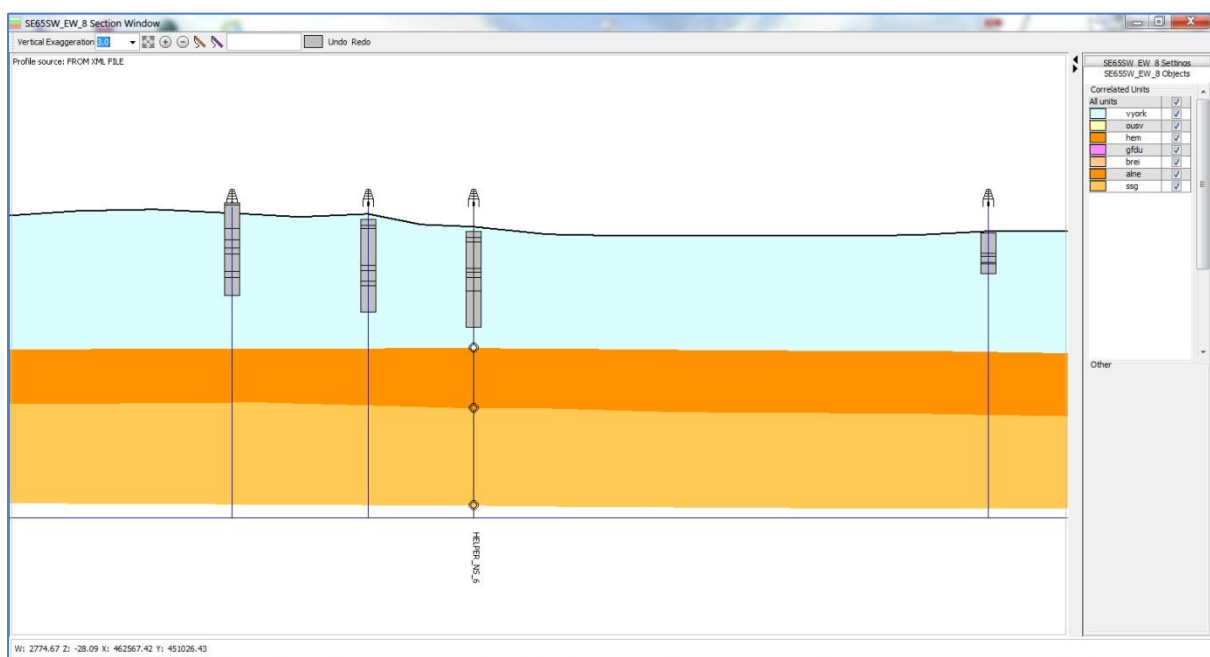 SE65SW_EW_8 Section Window
Vertical Exaggeration 3.0 Undo Redo
Profile source: FROM XML FILE
SE65SW_EW_8 Settings
SE65SW_EW_8 Objects
Correlated Units
All units
vyork
ousv
hem
gfdu
brei
alne
ssg
Other
HELPER_NS_6
W: 2774.67 Z: -28.09 X: 462567.42 Y: 451026.43